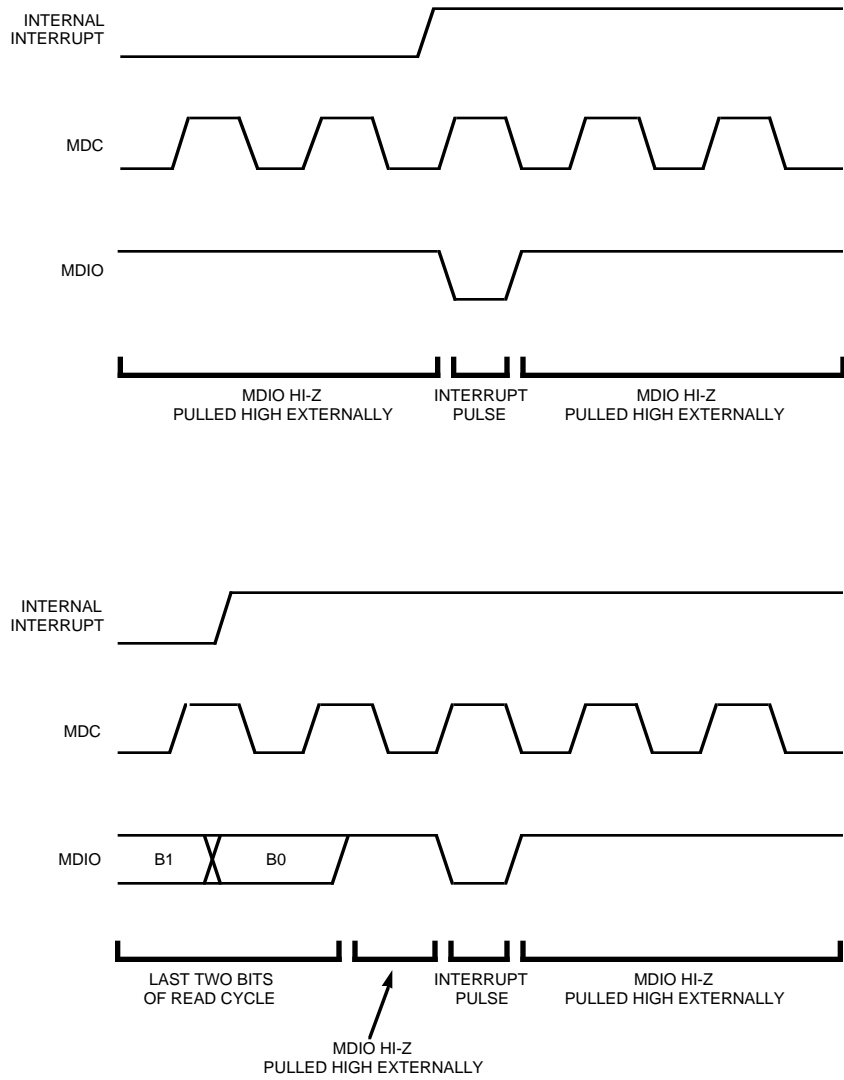 INTERNAL
INTERRUPT
MDC
MDIO
MDIO HI-Z
PULLED HIGH EXTERNALLY
INTERRUPT
PULSE
MDIO HI-Z
PULLED HIGH EXTERNALLY
INTERNAL
INTERRUPT
MDC
MDIO
B1
B0
LAST TWO BITS
OF READ CYCLE
INTERRUPT
PULSE
MDIO HI-Z
PULLED HIGH EXTERNALLY
MDIO HI-Z
PULLED HIGH EXTERNALLY